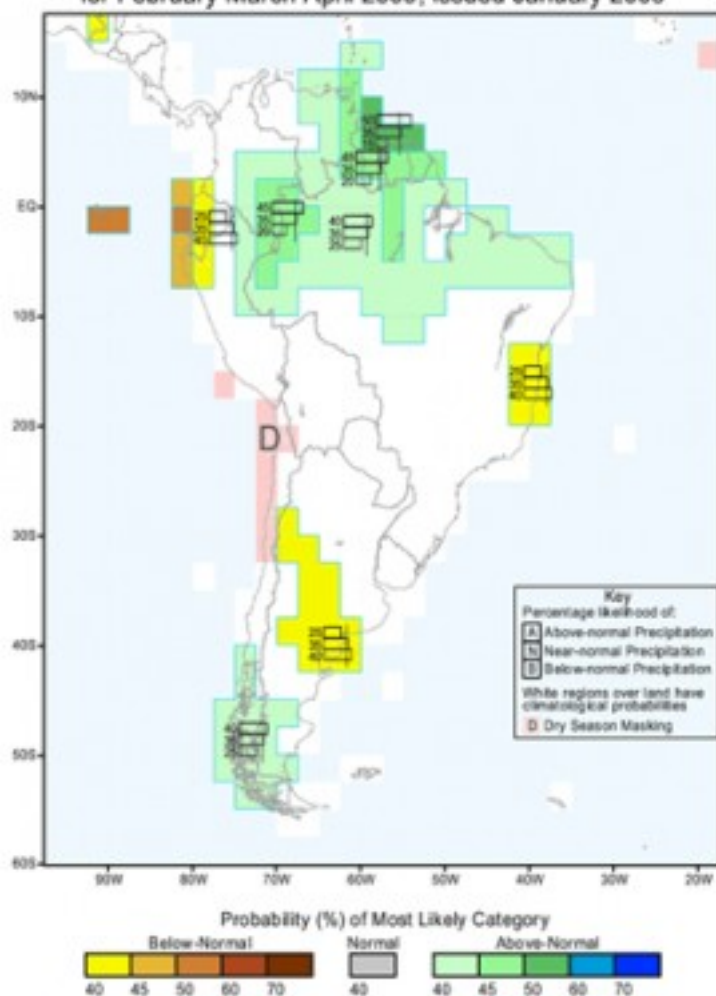 for February-March-April 2009, Issued January 2009
10N
EQ
10S
20S
30S
40S
50S
60S
D
Key
Percentage likelihood of:
A Above-normal Precipitation
N Near-normal Precipitation
B Below-normal Precipitation
White regions over land have
climatological probabilities
D Dry Season Masking
90W 80W 70W 60W 50W 40W 30W 20W
Probability (%) of Most Likely Category
Below-Normal Normal Above-Normal
40 45 50 60 70 40 40 45 50 60 70